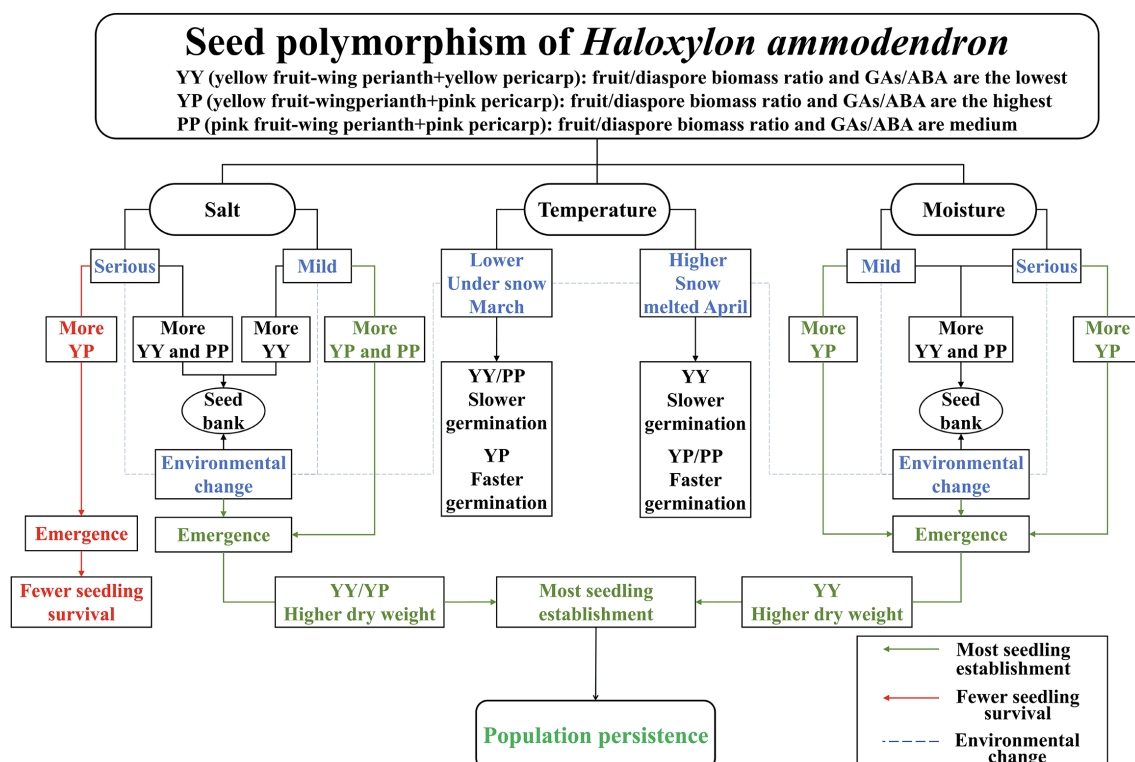 Seed polymorphism of Haloxylon ammodendron
YY (yellow fruit-wing perianth+yellow pericarp): fruit/diaspore biomass ratio and GAs/ABA are the lowest
YP (yellow fruit-wingperianth+pink pericarp): fruit/diaspore biomass ratio and GAs/ABA are the highest
PP (pink fruit-wing perianth+pink pericarp): fruit/diaspore biomass ratio and GAs/ABA are medium
Salt
Temperature
Moisture
Serious
Mild
Lower
Under snow
March
Higher
Snow
melted April
Mild
Serious
More
YP
More
YY and PP
More
YY
More
YP and PP
More
YP
More
YY and PP
More
YP
Seed
bank
YY/PP
Slower
germination
YP
Faster
germination
YY
Slower
germination
YP/PP
Faster
germination
Seed
bank
Environmental
change
Environmental
change
Emergence
Emergence
Emergence
Fewer seedling
survival
YY/YP
Higher dry weight
Most seedling
establishment
YY
Higher dry weight
Population persistence
Most seedling
establishment
Fewer seedling
survival
Environmental
change